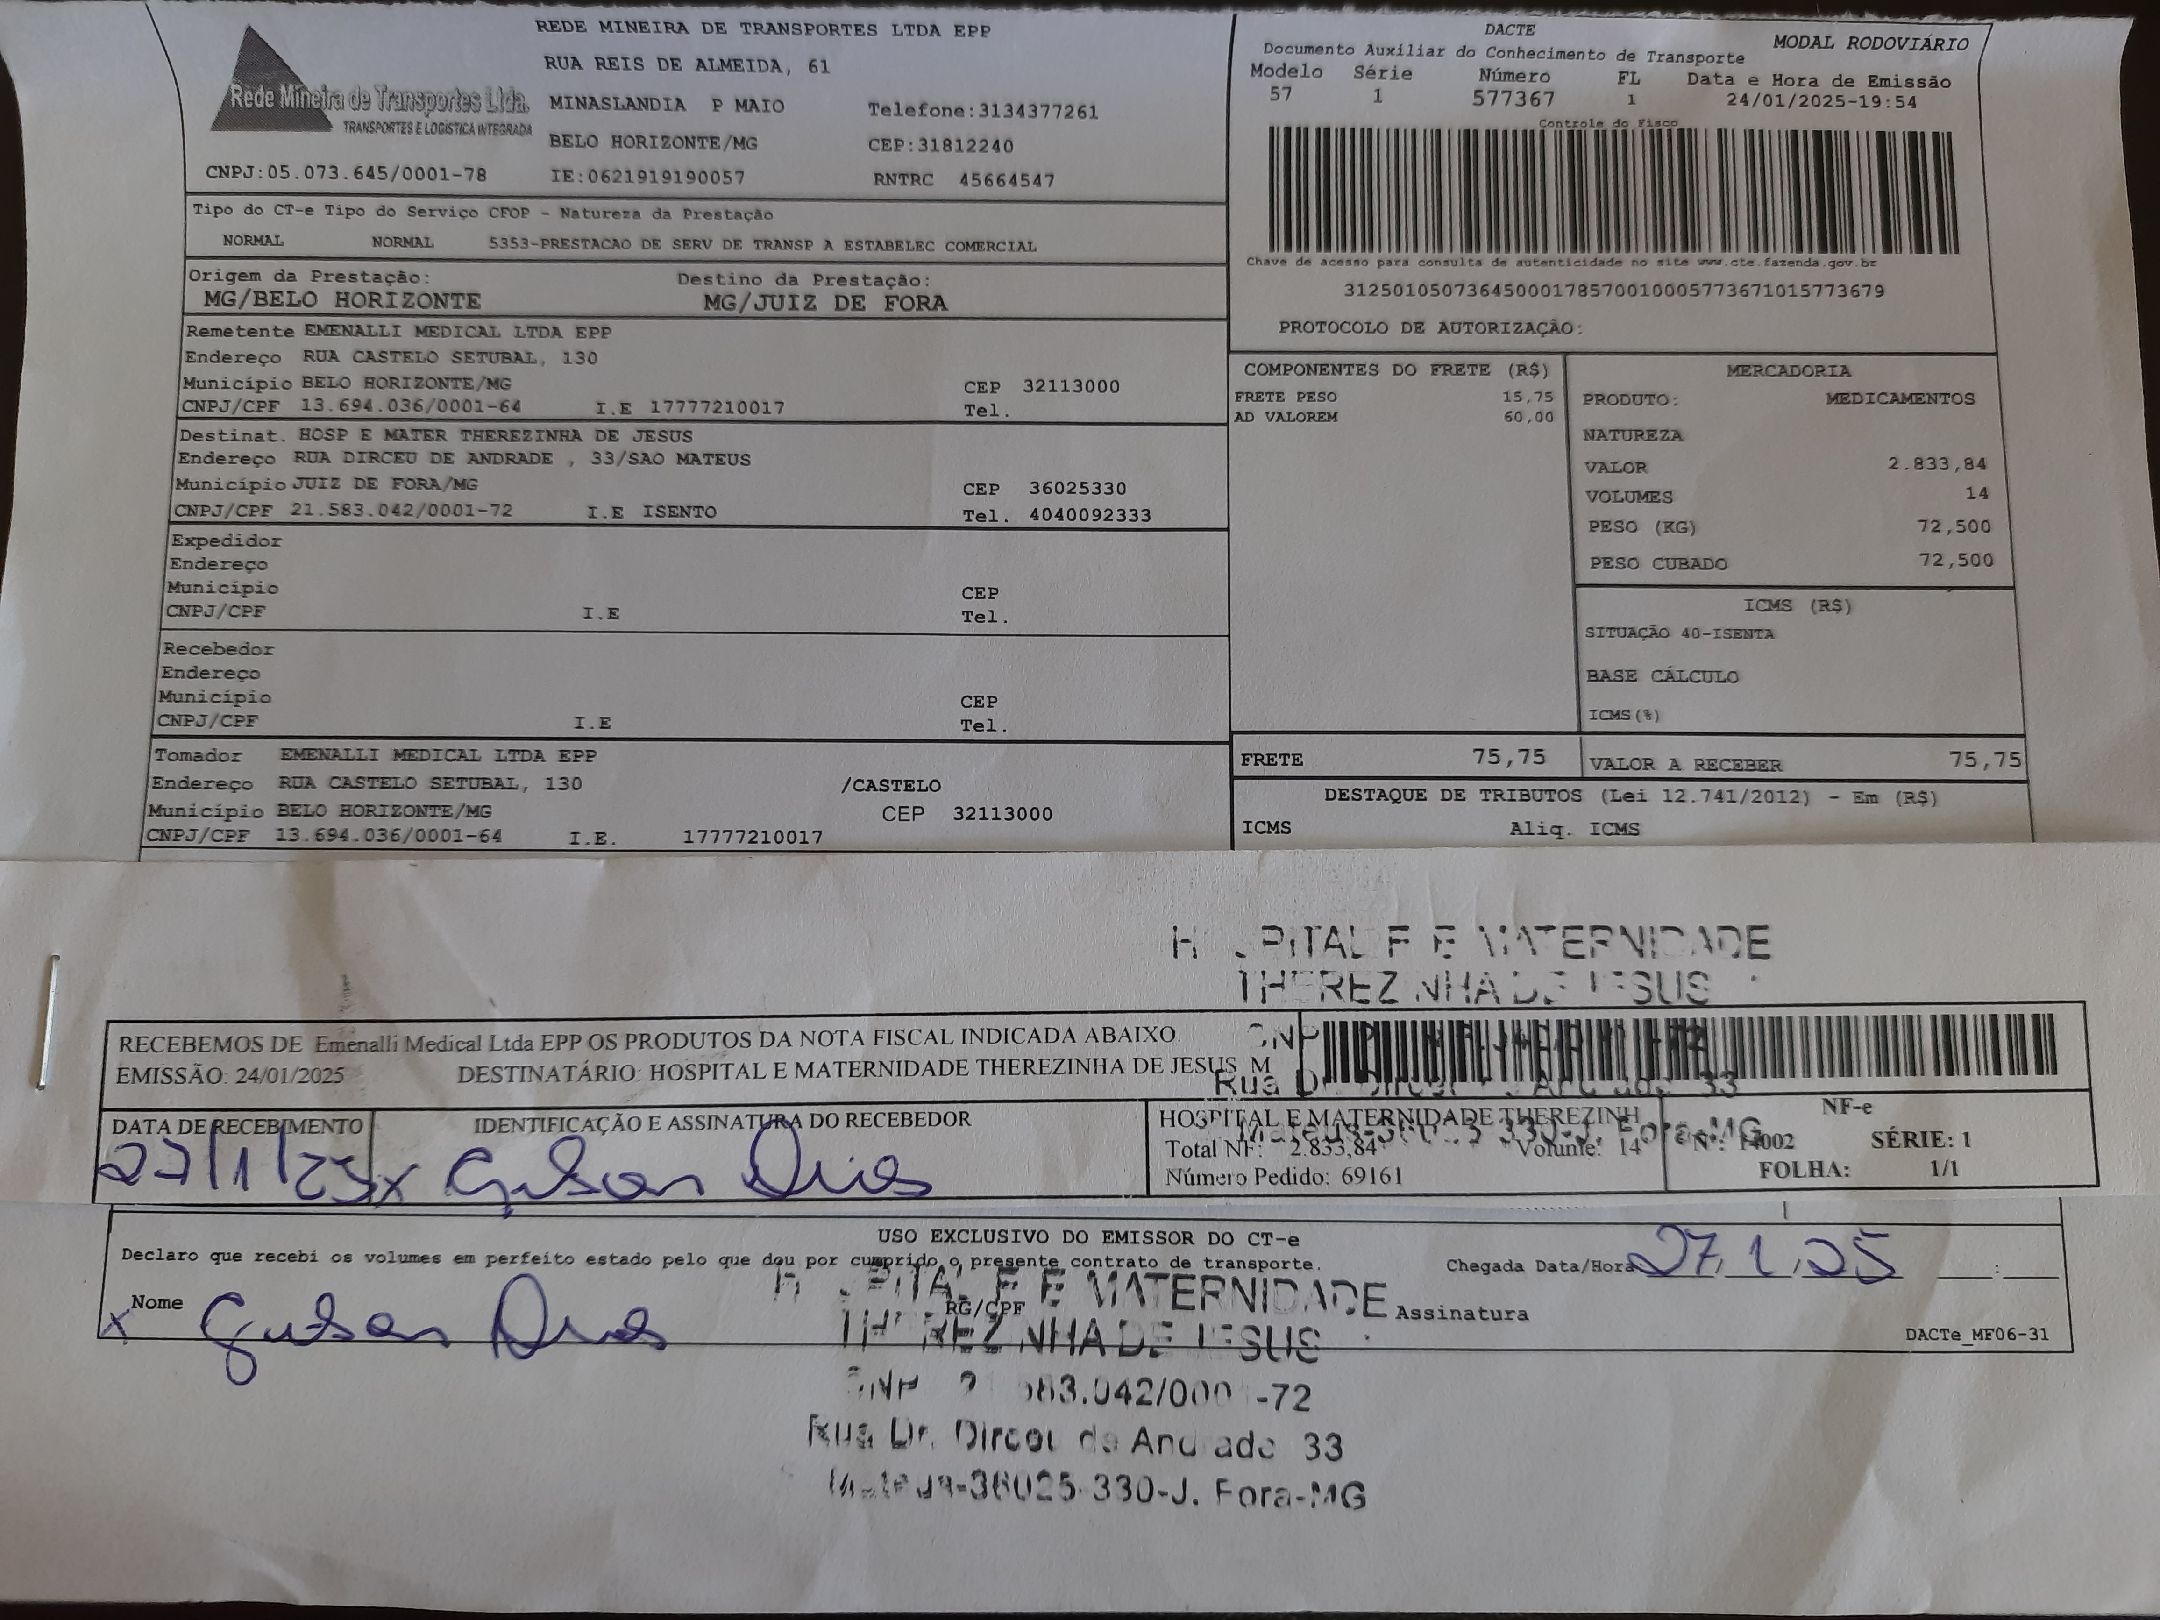 REDE MINEIRA DE TRANSPORTES LTDA EPP
RUA REIS DE ALMEIDA, 61
Rede Mineira de Transportes Ltda.
TRANSPORTES E LOGÍSTICA INTEGRADA
MINASLANDIA P MAIO Telefone:3134377261
BELO HORIZONTE/MG CEP:31812240
CNPJ:05.073.645/0001-78 IE:0621919190057 RNTRC 45664547
DACTE
MODAL RODOVIÁRIO
Documento Auxiliar do Conhecimento de Transporte
Modelo Série Número FL Data e Hora de Emissão
57 1 577367 1 24/01/2025-19:54
Controle do Fisco
Chave de acesso para consulta de autenticidade no site www.cte.fazenda.gov.br
31250105073645000178570010005773671015773679
PROTOCOLO DE AUTORIZAÇÃO:
Tipo do CT-e Tipo do Serviço CFOP - Natureza da Prestação
NORMAL NORMAL 5353-PRESTACAO DE SERV DE TRANSP A ESTABELEC COMERCIAL
Origem da Prestação: Destino da Prestação:
MG/BELO HORIZONTE MG/JUIZ DE FORA
Remetente EMENALLI MEDICAL LTDA EPP
Endereço RUA CASTELO SETUBAL, 130
Município BELO HORIZONTE/MG CEP 32113000
CNPJ/CPF 13.694.036/0001-64 I.E 17777210017 Tel.
Destinat. HOSP E MATER THEREZINHA DE JESUS
Endereço RUA DIRCEU DE ANDRADE , 33/SAO MATEUS
Município JUIZ DE FORA/MG CEP 36025330
CNPJ/CPF 21.583.042/0001-72 I.E ISENTO Tel. 4040092333
Expedidor
Endereço
Município CEP
CNPJ/CPF I.E Tel.
Recebedor
Endereço
Município CEP
CNPJ/CPF I.E Tel.
Tomador EMENALLI MEDICAL LTDA EPP
Endereço RUA CASTELO SETUBAL, 130 /CASTELO
Município BELO HORIZONTE/MG CEP 32113000
CNPJ/CPF 13.694.036/0001-64 I.E. 17777210017
COMPONENTES DO FRETE (R$)
FRETE PESO 15,75
AD VALOREM 60,00
MERCADORIA
PRODUTO: MEDICAMENTOS
NATUREZA
VALOR 2.833,84
VOLUMES 14
PESO (KG) 72,500
PESO CUBADO 72,500
ICMS (R$)
SITUAÇÃO 40-ISENTA
BASE CÁLCULO
ICMS(%)
FRETE 75,75 VALOR A RECEBER 75,75
DESTAQUE DE TRIBUTOS (Lei 12.741/2012) - Em (R$)
ICMS Aliq. ICMS
RECEBEMOS DE Emenalli Medical Ltda EPP OS PRODUTOS DA NOTA FISCAL INDICADA ABAIXO
EMISSÃO: 24/01/2025 DESTINATÁRIO: HOSPITAL E MATERNIDADE THEREZINHA DE JESUS M
DATA DE RECEBIMENTO IDENTIFICAÇÃO E ASSINATURA DO RECEBEDOR
27/1/25 x
HOSPITAL E MATERNIDADE THEREZINH
Total NF: 2.833,84 Volume: 14
Número Pedido: 69161
NF-e
Nº: 14002 SÉRIE: 1
FOLHA: 1/1
USO EXCLUSIVO DO EMISSOR DO CT-e
Declaro que recebi os volumes em perfeito estado pelo que dou por cumprido o presente contrato de transporte.
Chegada Data/Hora 27/1/25 :
Nome RG/CPF Assinatura
x
DACTe_MF06-31
MATERNIDADE
33
36025-330-J. Fora-MG